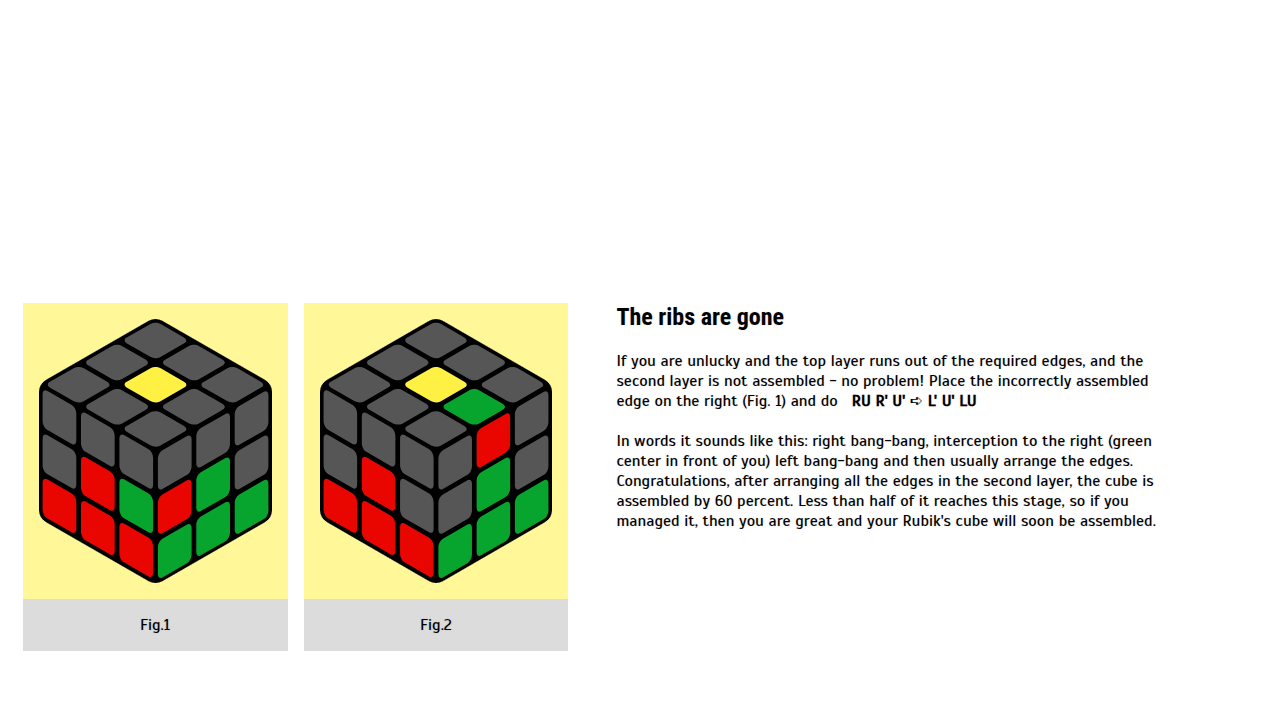 The ribs are gone
If you are unlucky and the top layer runs out of the required edges, and the
second layer is not assembled - no problem! Place the incorrectly assembled
edge on the right (Fig. 1) and do RU R' U' ➪ L' U' LU
In words it sounds like this: right bang-bang, interception to the right (green
center in front of you) left bang-bang and then usually arrange the edges.
Congratulations, after arranging all the edges in the second layer, the cube is
assembled by 60 percent. Less than half of it reaches this stage, so if you
managed it, then you are great and your Rubik's cube will soon be assembled.
Fig.1
Fig.2